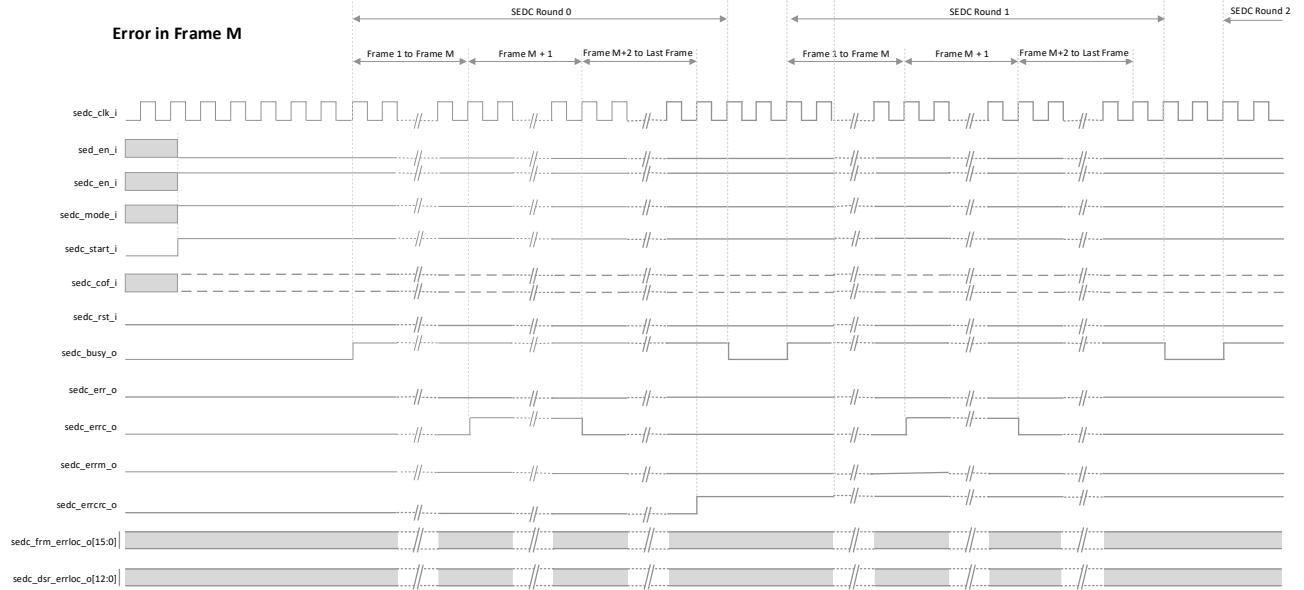 SEDC Round 0
SEDC Round 1
SEDC Round 2
Error in Frame M
Frame 1 to Frame M
Frame M + 1
Frame M+2 to Last Frame
Frame 1 to Frame M
Frame M + 1
Frame M+2 to Last Frame
sedc_clk_i
sed_en_i
sedc_en_i
sedc_mode_i
sedc_start_i
sedc_cof_i
sedc_rst_i
sedc_busy_o
sedc_err_o
sedc_errc_o
sedc_errm_o
sedc_errcrc_o
sedc_frm_errloc_o[15:0]
sedc_dsr_errloc_o[12:0]